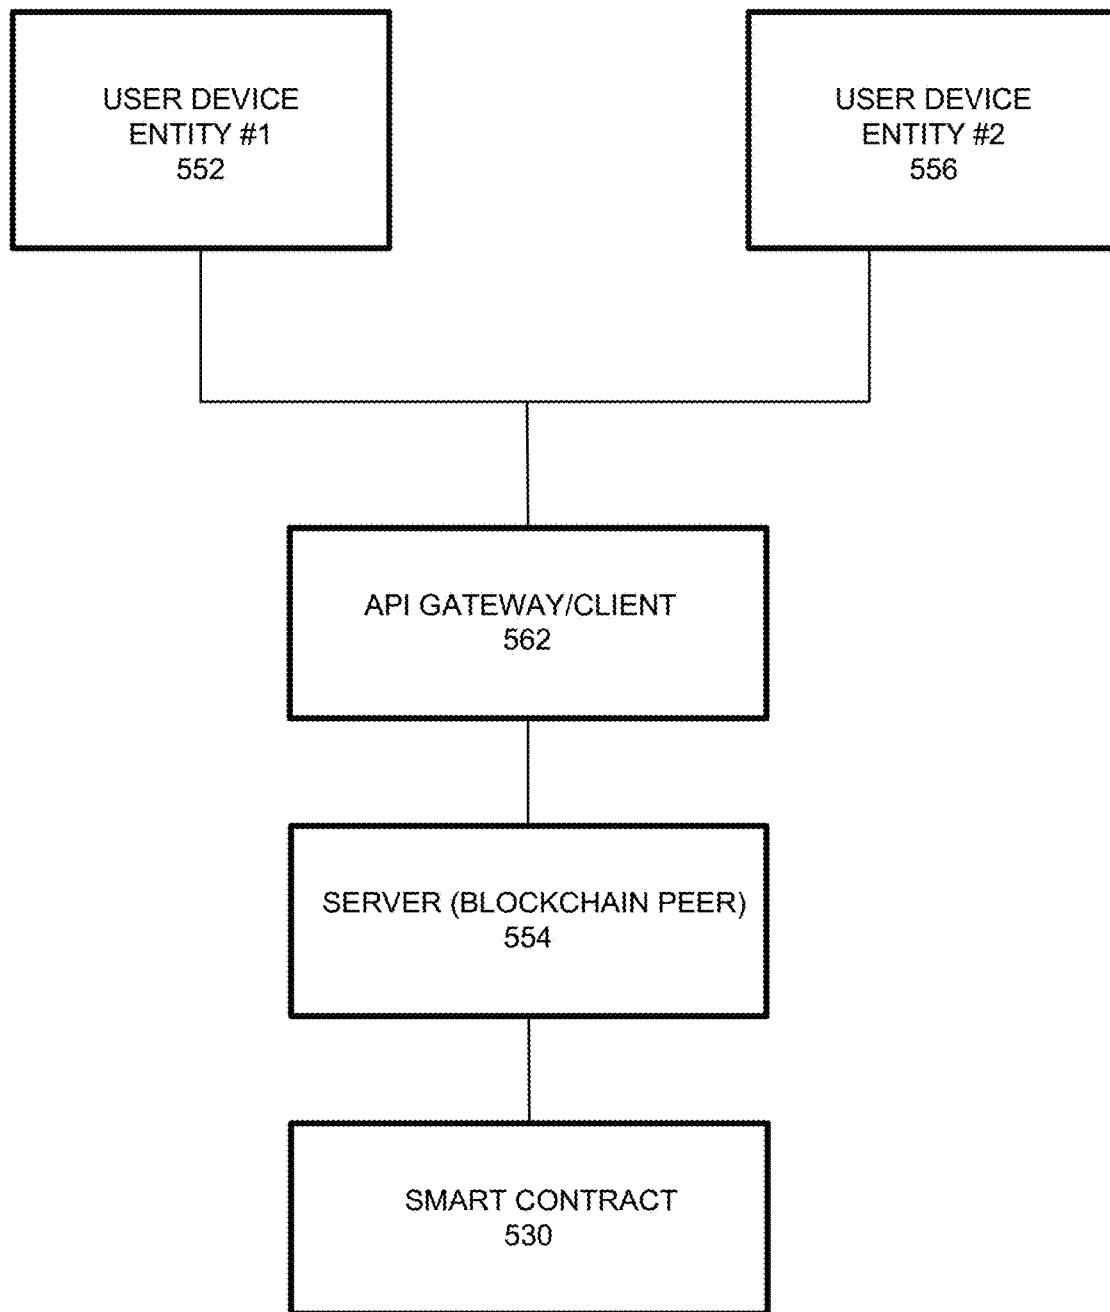 USER DEVICE
ENTITY #1
552
USER DEVICE
ENTITY #2
556
API GATEWAY/CLIENT
562
SERVER (BLOCKCHAIN PEER)
554
SMART CONTRACT
530